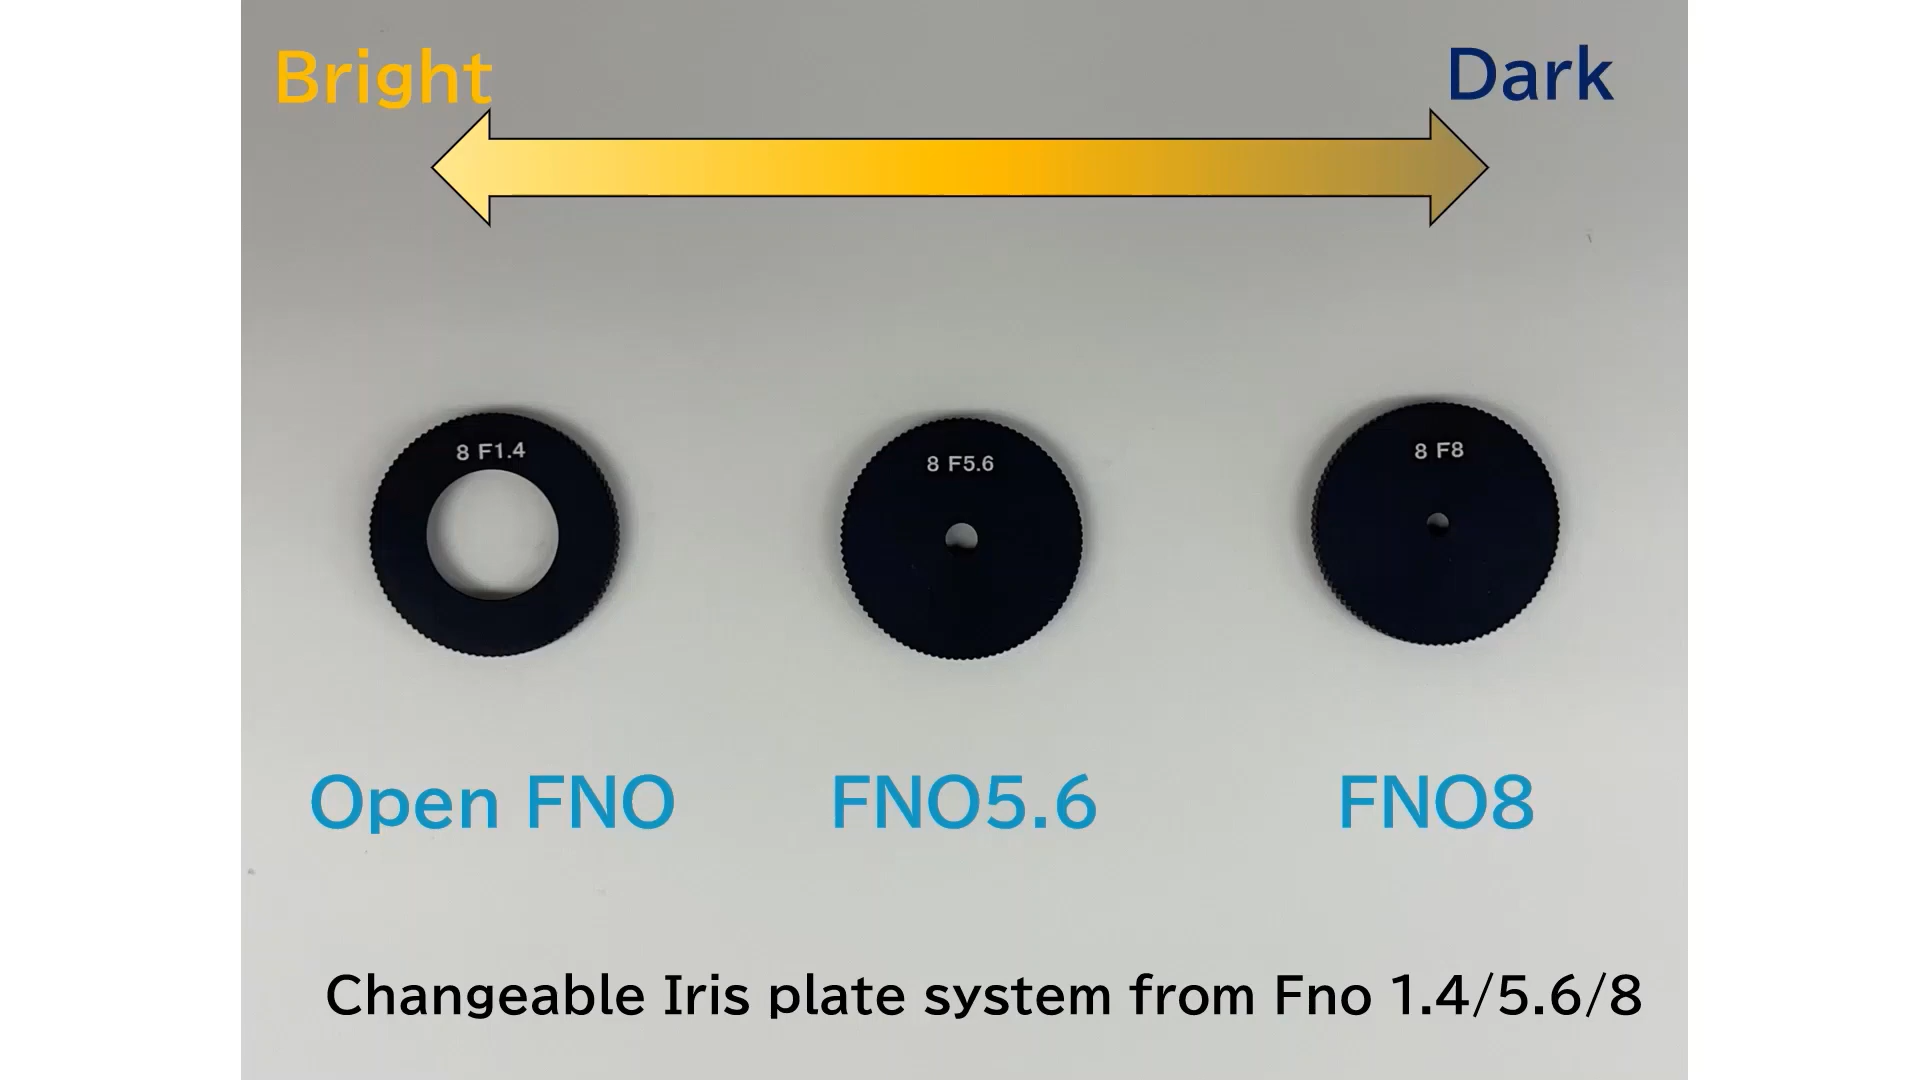 Bright
Dark
8 F1.4
8 F5.6
8 F8
Open FNO
FNO5.6
FNO8
Changeable Iris plate system from Fno 1.4/5.6/8